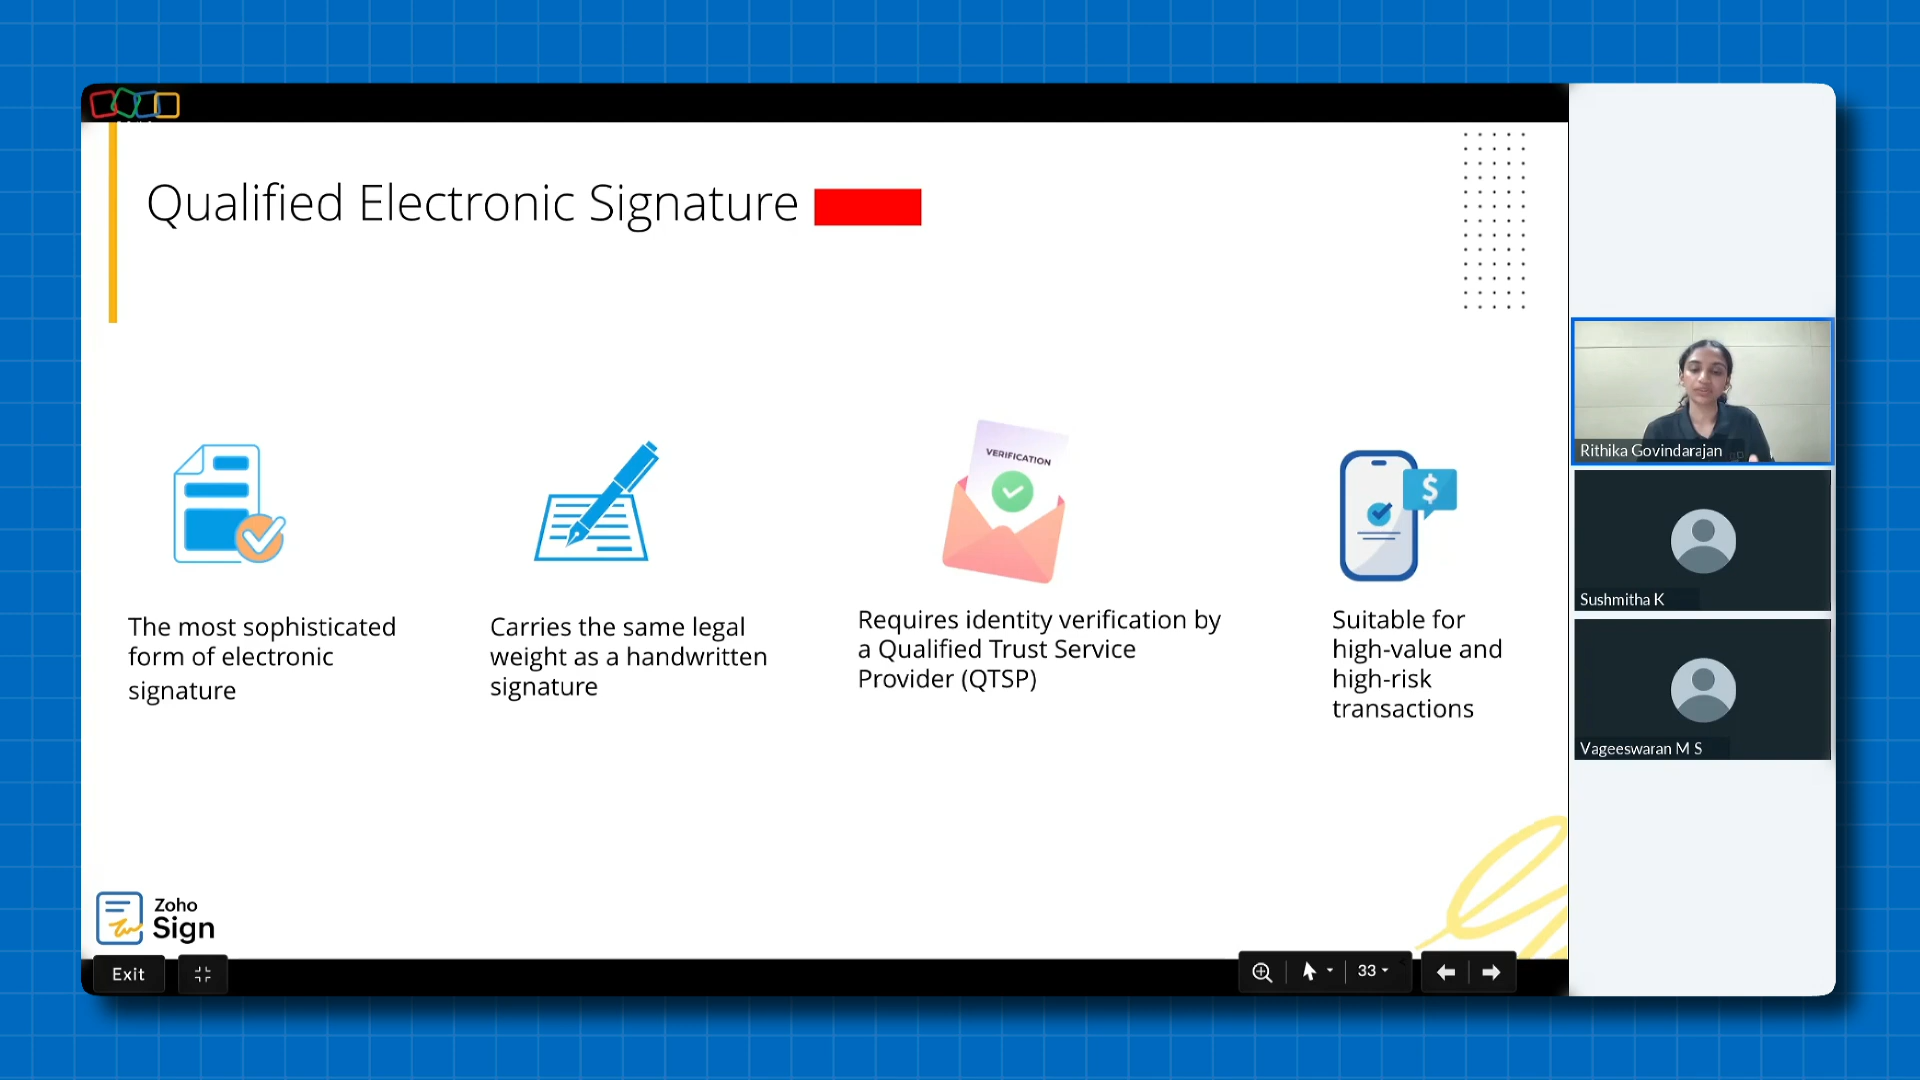 Qualified Electronic Signature
VERIFICATION
$
The most sophisticated
form of electronic
signature
Carries the same legal
weight as a handwritten
signature
Requires identity verification by
a Qualified Trust Service
Provider (QTSP)
Suitable for
high-value and
high-risk
transactions
Rithika Govindarajan
Sushmitha K
Vageeswaran M S
Zoho
Sign
Exit
33